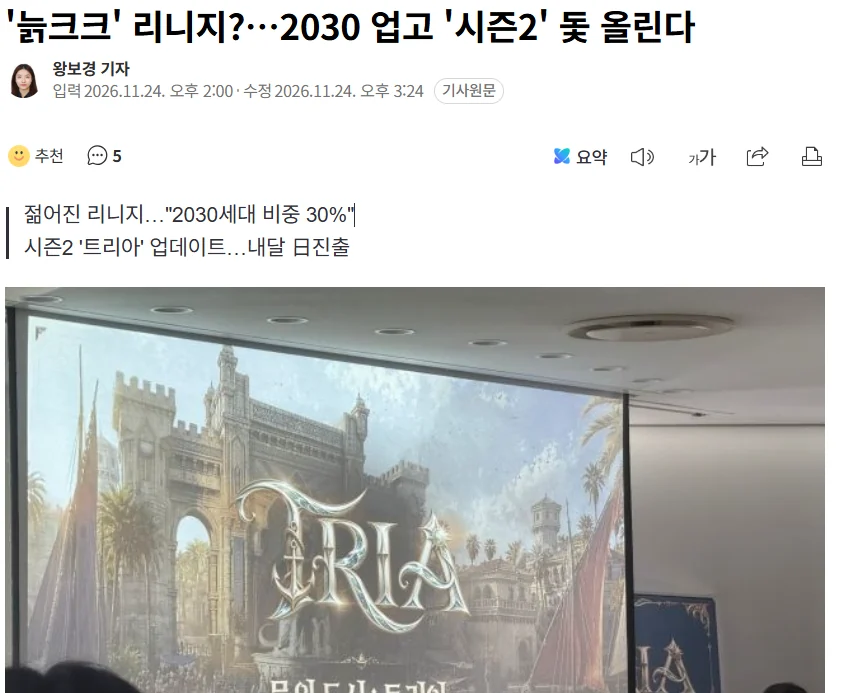 '늙크크' 리니지?…2030 업고 '시즌2' 돛 올린다
왕보경 기자
입력 2026.11.24. 오후 2:00 · 수정 2026.11.24. 오후 3:24 기사원문
추천 5 요약 가가
젊어진 리니지…"2030세대 비중 30%"
시즌2 '트리아' 업데이트…내달 日진출
TRIA